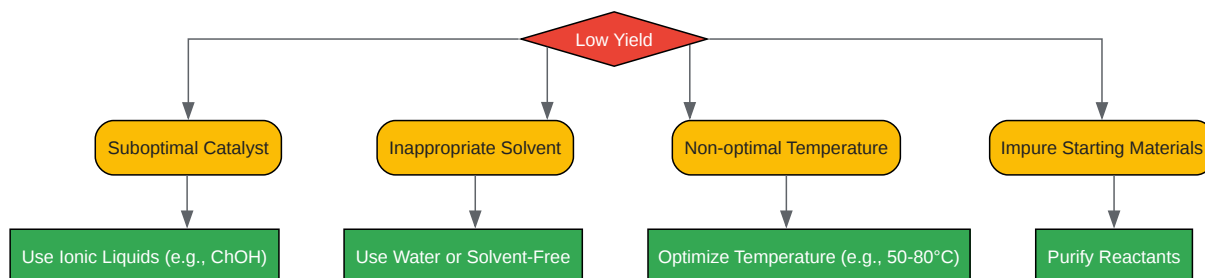 Low Yield
Suboptimal Catalyst
Inappropriate Solvent
Non-optimal Temperature
Impure Starting Materials
Use Ionic Liquids (e.g., ChOH)
Use Water or Solvent-Free
Optimize Temperature (e.g., 50-80°C)
Purify Reactants